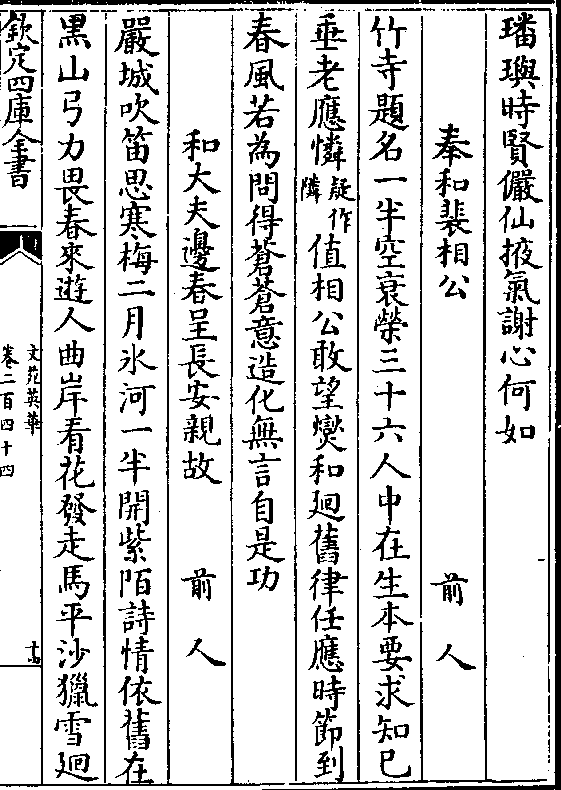 璠璵時賢儼仙掖氣謝心何如
奉和裴相公　前人
竹寺題名一半空衰榮三十六人中在生本要求知已
垂老應憐疑作隣值相公敢望爕和廻舊律任應時節到
春風若為問得蒼蒼意造化無言自是功
和大夫邊春呈長安親故　前人
嚴城吹笛思寒梅二月氷河一半開紫陌詩情依舊在
黒山弓力畏春來遊人曲岸看花發走馬平沙獵雪廻
欽定四庫全書
文苑英華
卷二百四十四